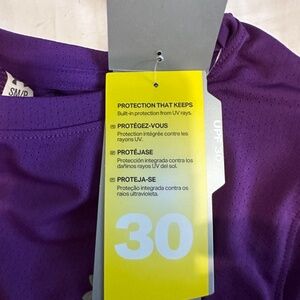 SM/P
PROTECTION THAT KEEPS
Built-in protection from UV rays.
PROTÉGEZ-VOUS
Protection intégrée contre les
rayons UV.
PROTÉJASE
Protección integrada contra los
dañinos rayos UV del sol.
PROTEJA-SE
Proteção integrada contra os
raios ultravioleta.
30